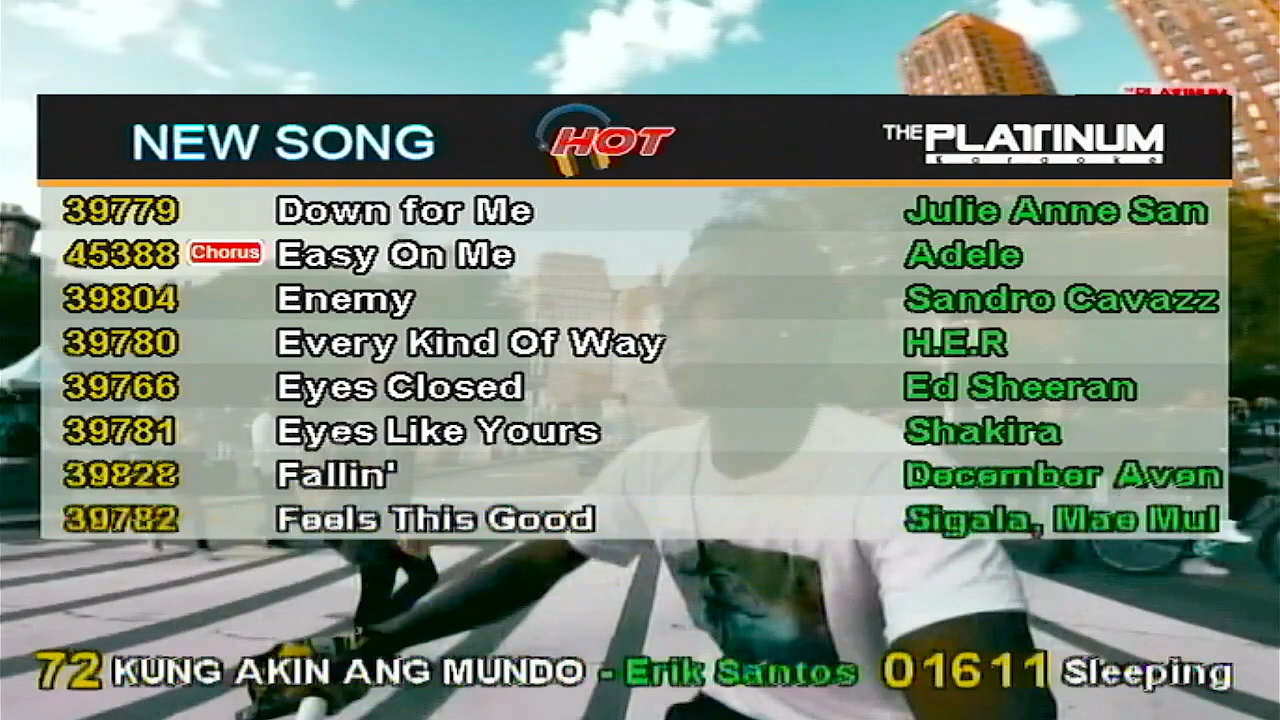 THE PLATINUM
NEW SONG HOT THE PLATINUM
Karaoke
39779 Down for Me Julie Anne San
45388 Chorus Easy On Me Adele
39804 Enemy Sandro Cavazz
39780 Every Kind Of Way H.E.R
39766 Eyes Closed Ed Sheeran
39781 Eyes Like Yours Shakira
39828 Fallin' December Aven
39782 Feels This Good Sigala, Mae Mul
72 KUNG AKIN ANG MUNDO - Erik Santos 01611 Sleeping